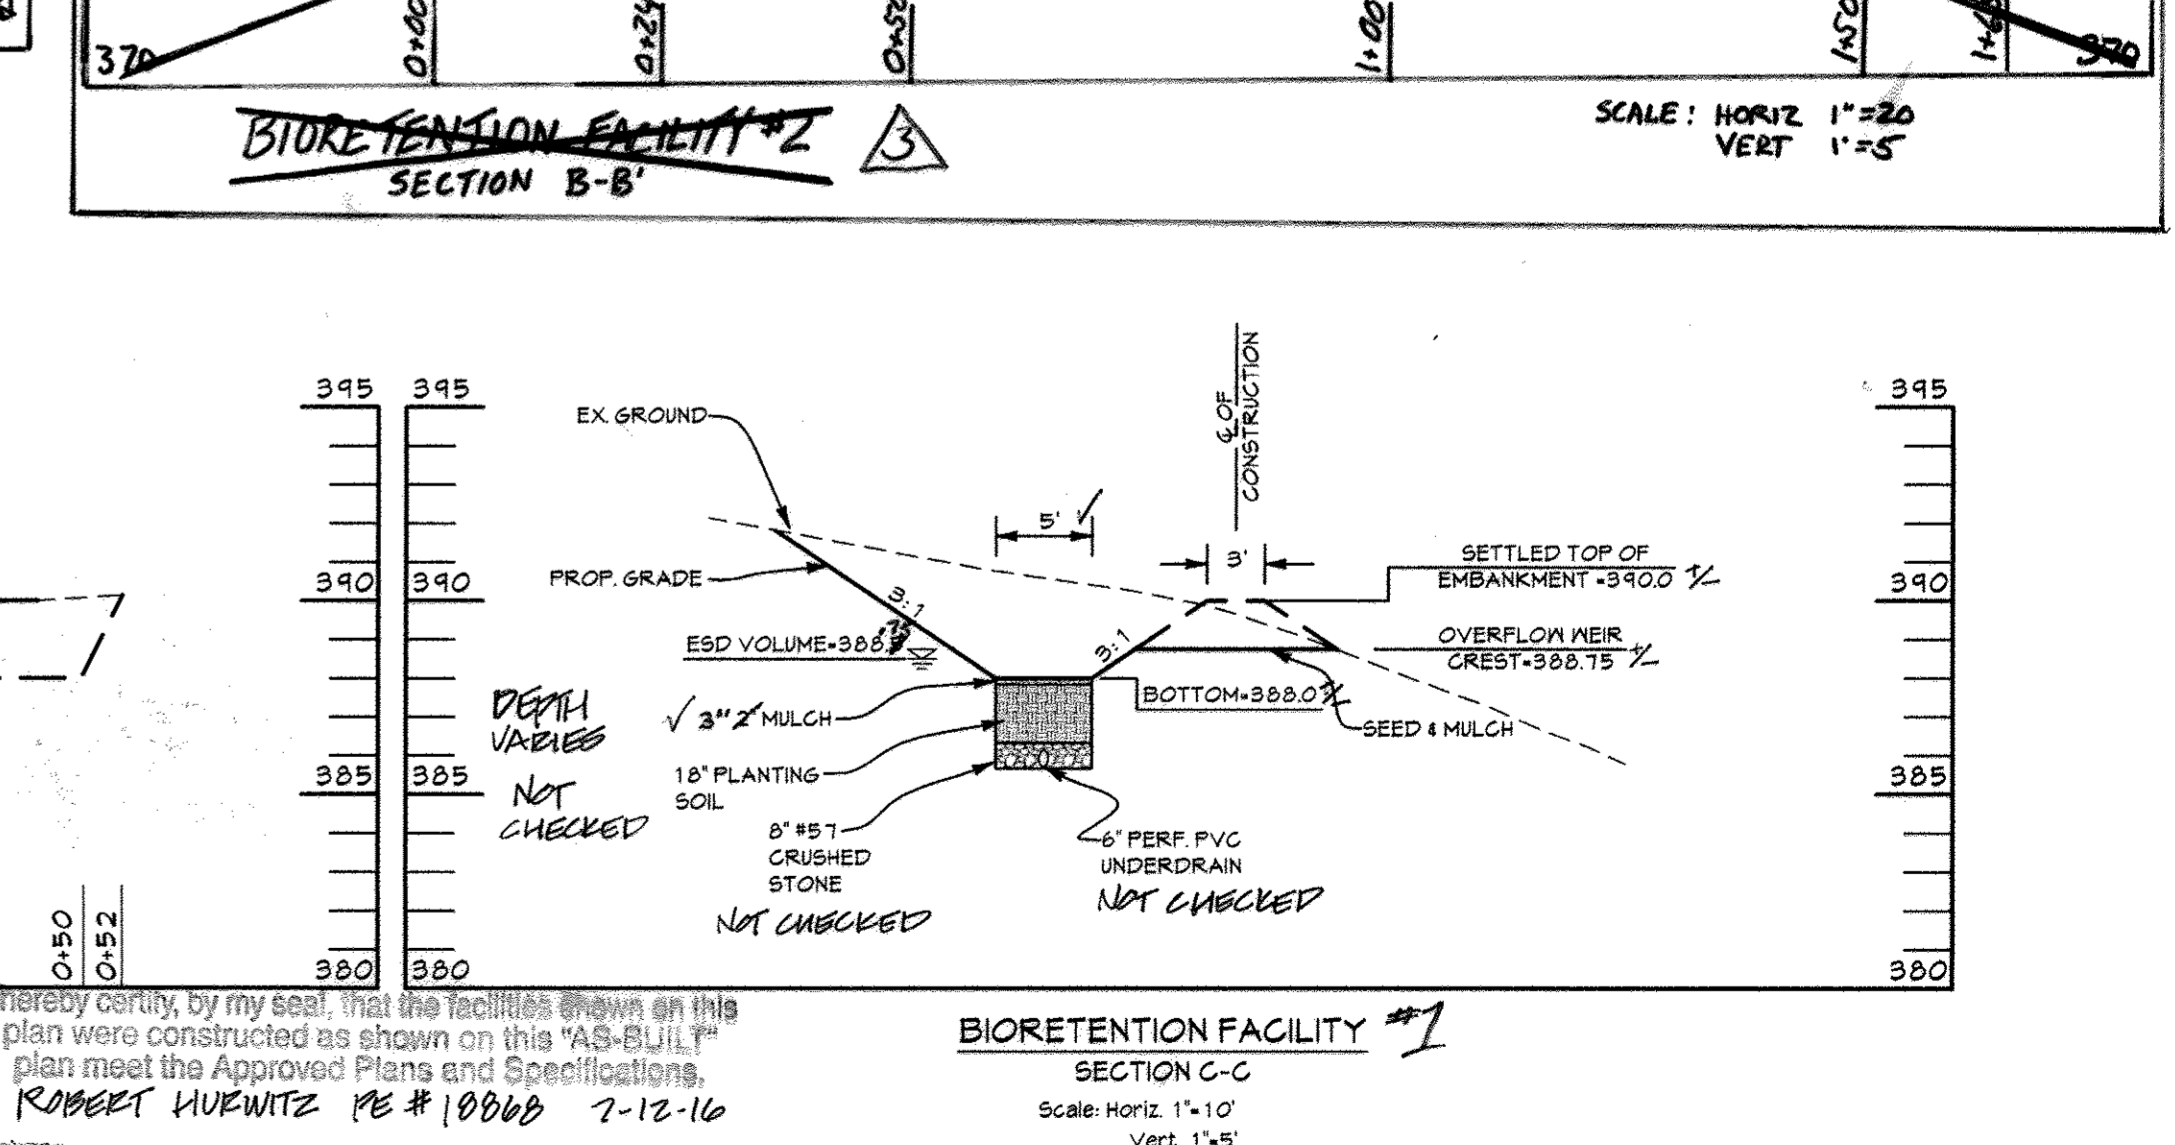 370
0+00
0+24
0+50
1+00
1+50
370
BIORETENTION FACILITY #2
SECTION B-B'
3
SCALE: HORIZ 1"=20
VERT 1'=5
395
395
395
390
390
390
385
385
385
380
380
380
EX. GROUND
℄ OF
CONSTRUCTION
5' ✓
3'
PROP. GRADE
3:1
3:1
SETTLED TOP OF
EMBANKMENT =390.0 +/-
ESD VOLUME=388.75
OVERFLOW WEIR
CREST=388.75 +/-
BOTTOM=388.0 +/-
DEPTH
VARIES
NOT
CHECKED
✓ 3" 2" MULCH
SEED & MULCH
18" PLANTING
SOIL
8" #57
CRUSHED
STONE
NOT CHECKED
6" PERF. PVC
UNDERDRAIN
NOT CHECKED
0+50
0+52
hereby certify, by my seal, that the facilities shown on this
plan were constructed as shown on this "AS-BUILT"
plan meet the Approved Plans and Specifications.
ROBERT HURWITZ PE # 18868 7-12-16
BIORETENTION FACILITY #1
SECTION C-C
Scale: Horiz. 1"=10'
Vert. 1"=5'